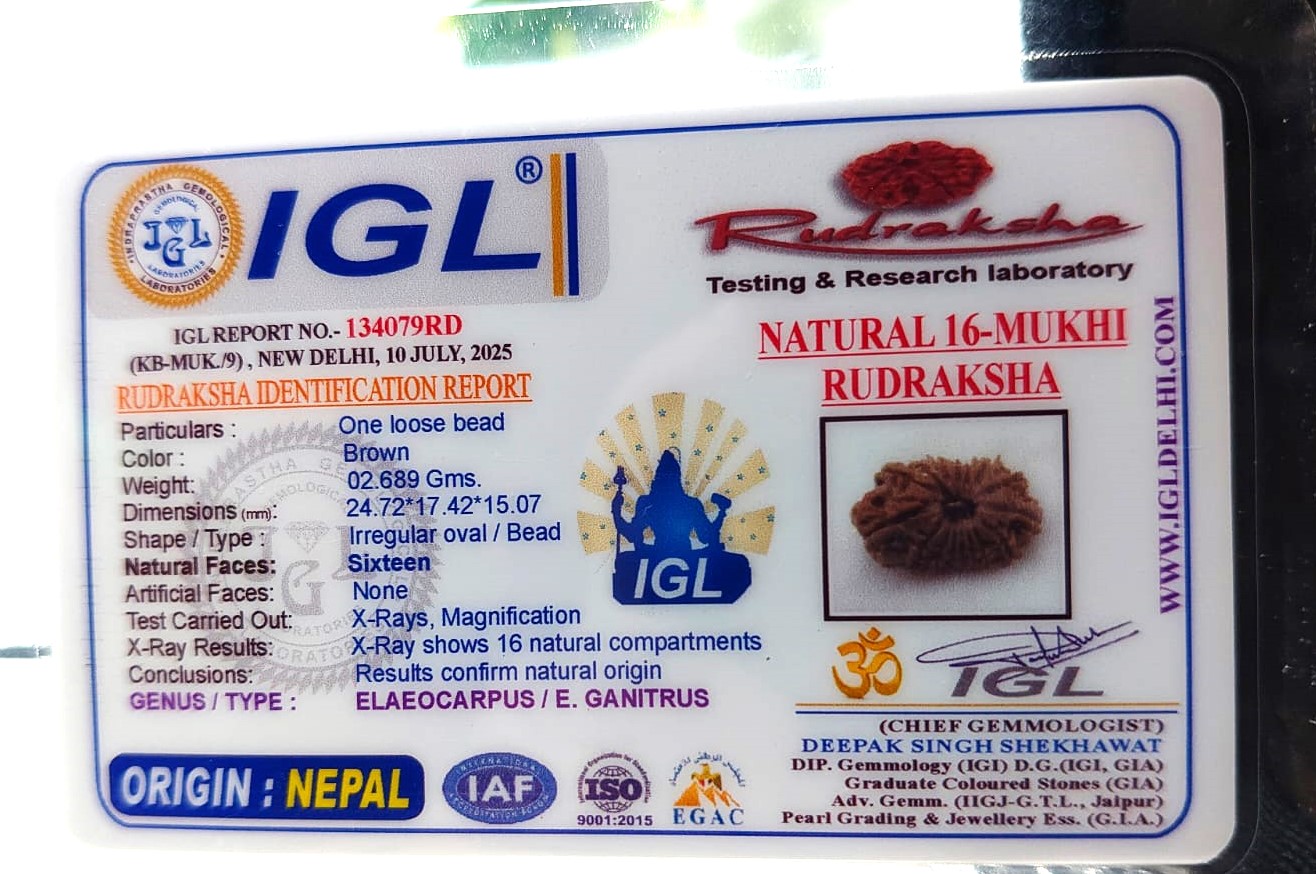 INDRAPRASTHA GEMOLOGICAL LABORATORIES
GEMOLOGICAL
IGL
LABORATORIES
IGL®
Rudraksha
Testing & Research laboratory
IGL REPORT NO.- 134079RD
(KB-MUK./9) , NEW DELHI, 10 JULY, 2025
RUDRAKSHA IDENTIFICATION REPORT
Particulars : One loose bead
Color : Brown
Weight: 02.689 Gms.
Dimensions (mm): 24.72*17.42*15.07
Shape / Type : Irregular oval / Bead
Natural Faces: Sixteen
Artificial Faces: None
Test Carried Out: X-Rays, Magnification
X-Ray Results: X-Ray shows 16 natural compartments
Conclusions: Results confirm natural origin
GENUS / TYPE : ELAEOCARPUS / E. GANITRUS
ORIGIN : NEPAL
IGL
NATURAL 16-MUKHI
RUDRAKSHA
WWW.IGLDELHI.COM
ॐ
IGL
(CHIEF GEMMOLOGIST)
DEEPAK SINGH SHEKHAWAT
DIP. Gemmology (IGI) D.G.(IGI, GIA)
Graduate Coloured Stones (GIA)
Adv. Gemm. (IIGJ-G.T.L., Jaipur)
Pearl Grading & Jewellery Ess. (G.I.A.)
INTERNATIONAL
IAF
ISO
9001:2015
EGAC